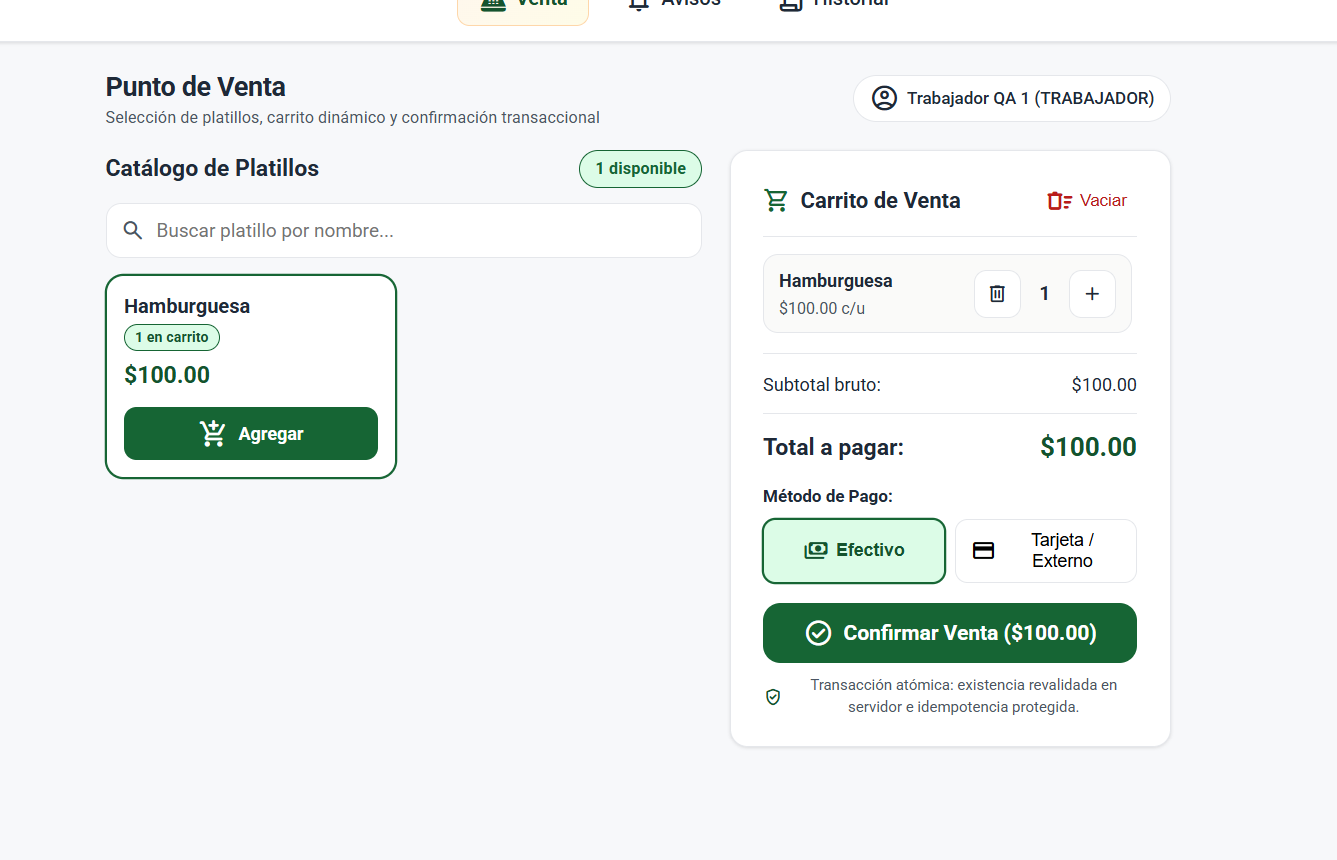 Venta
Avisos
Historial
Punto de Venta
Selección de platillos, carrito dinámico y confirmación transaccional
Trabajador QA 1 (TRABAJADOR)
Catálogo de Platillos
1 disponible
Buscar platillo por nombre...
Hamburguesa
1 en carrito
$100.00
Agregar
Carrito de Venta
Vaciar
Hamburguesa
$100.00 c/u
1
+
Subtotal bruto:
$100.00
Total a pagar:
$100.00
Método de Pago:
Efectivo
Tarjeta /
Externo
Confirmar Venta ($100.00)
Transacción atómica: existencia revalidada en
servidor e idempotencia protegida.